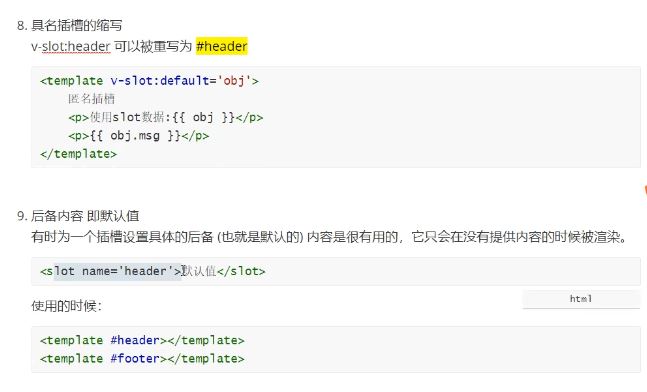 8. 具名插槽的缩写
v-slot:header 可以被重写为 #header
<template v-slot:default='obj'>
匿名插槽
<p>使用slot数据:{{ obj }}</p>
<p>{{ obj.msg }}</p>
</template>
9. 后备内容 即默认值
有时为一个插槽设置具体的后备 (也就是默认的) 内容是很有用的，它只会在没有提供内容的时候被渲染。
<slot name='header'>默认值</slot>
html
使用的时候：
<template #header></template>
<template #footer></template>